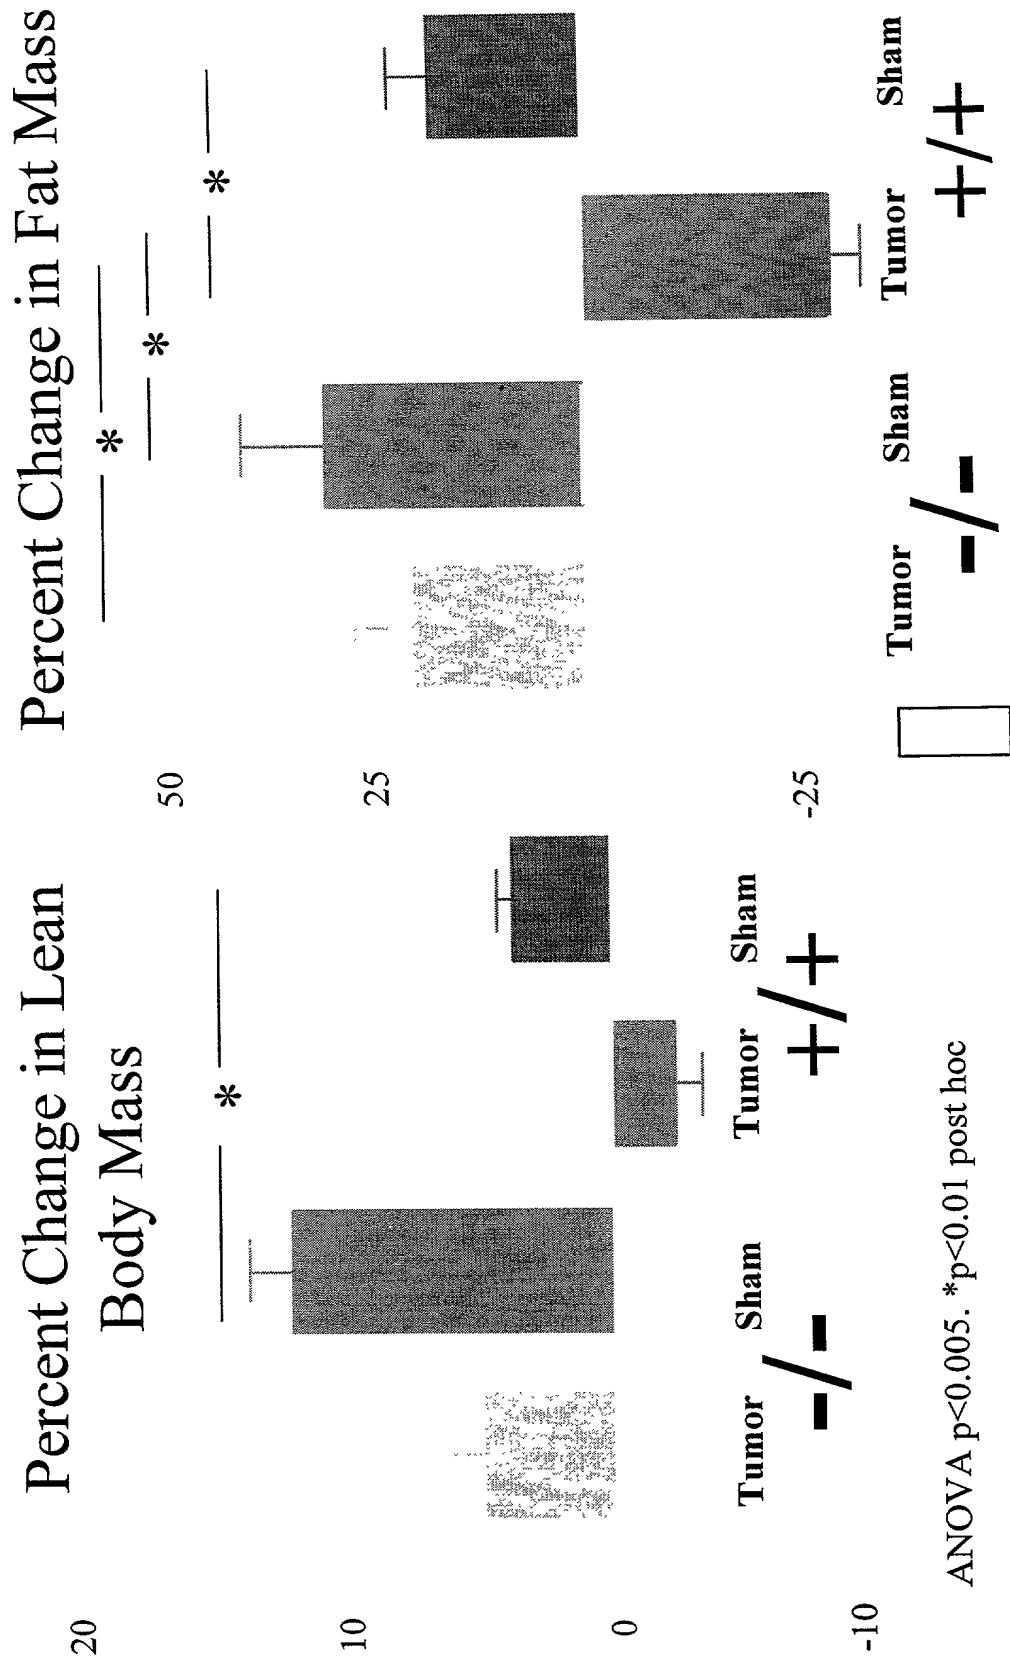 Percent Change in Lean
Body Mass
20
10
0
-10
*
Tumor Sham
Tumor Sham
-/-
+/+
Percent Change in Fat Mass
50
25
-25
*
*
*
Tumor Sham
Tumor Sham
-/-
+/+
ANOVA p<0.005. *p<0.01 post hoc